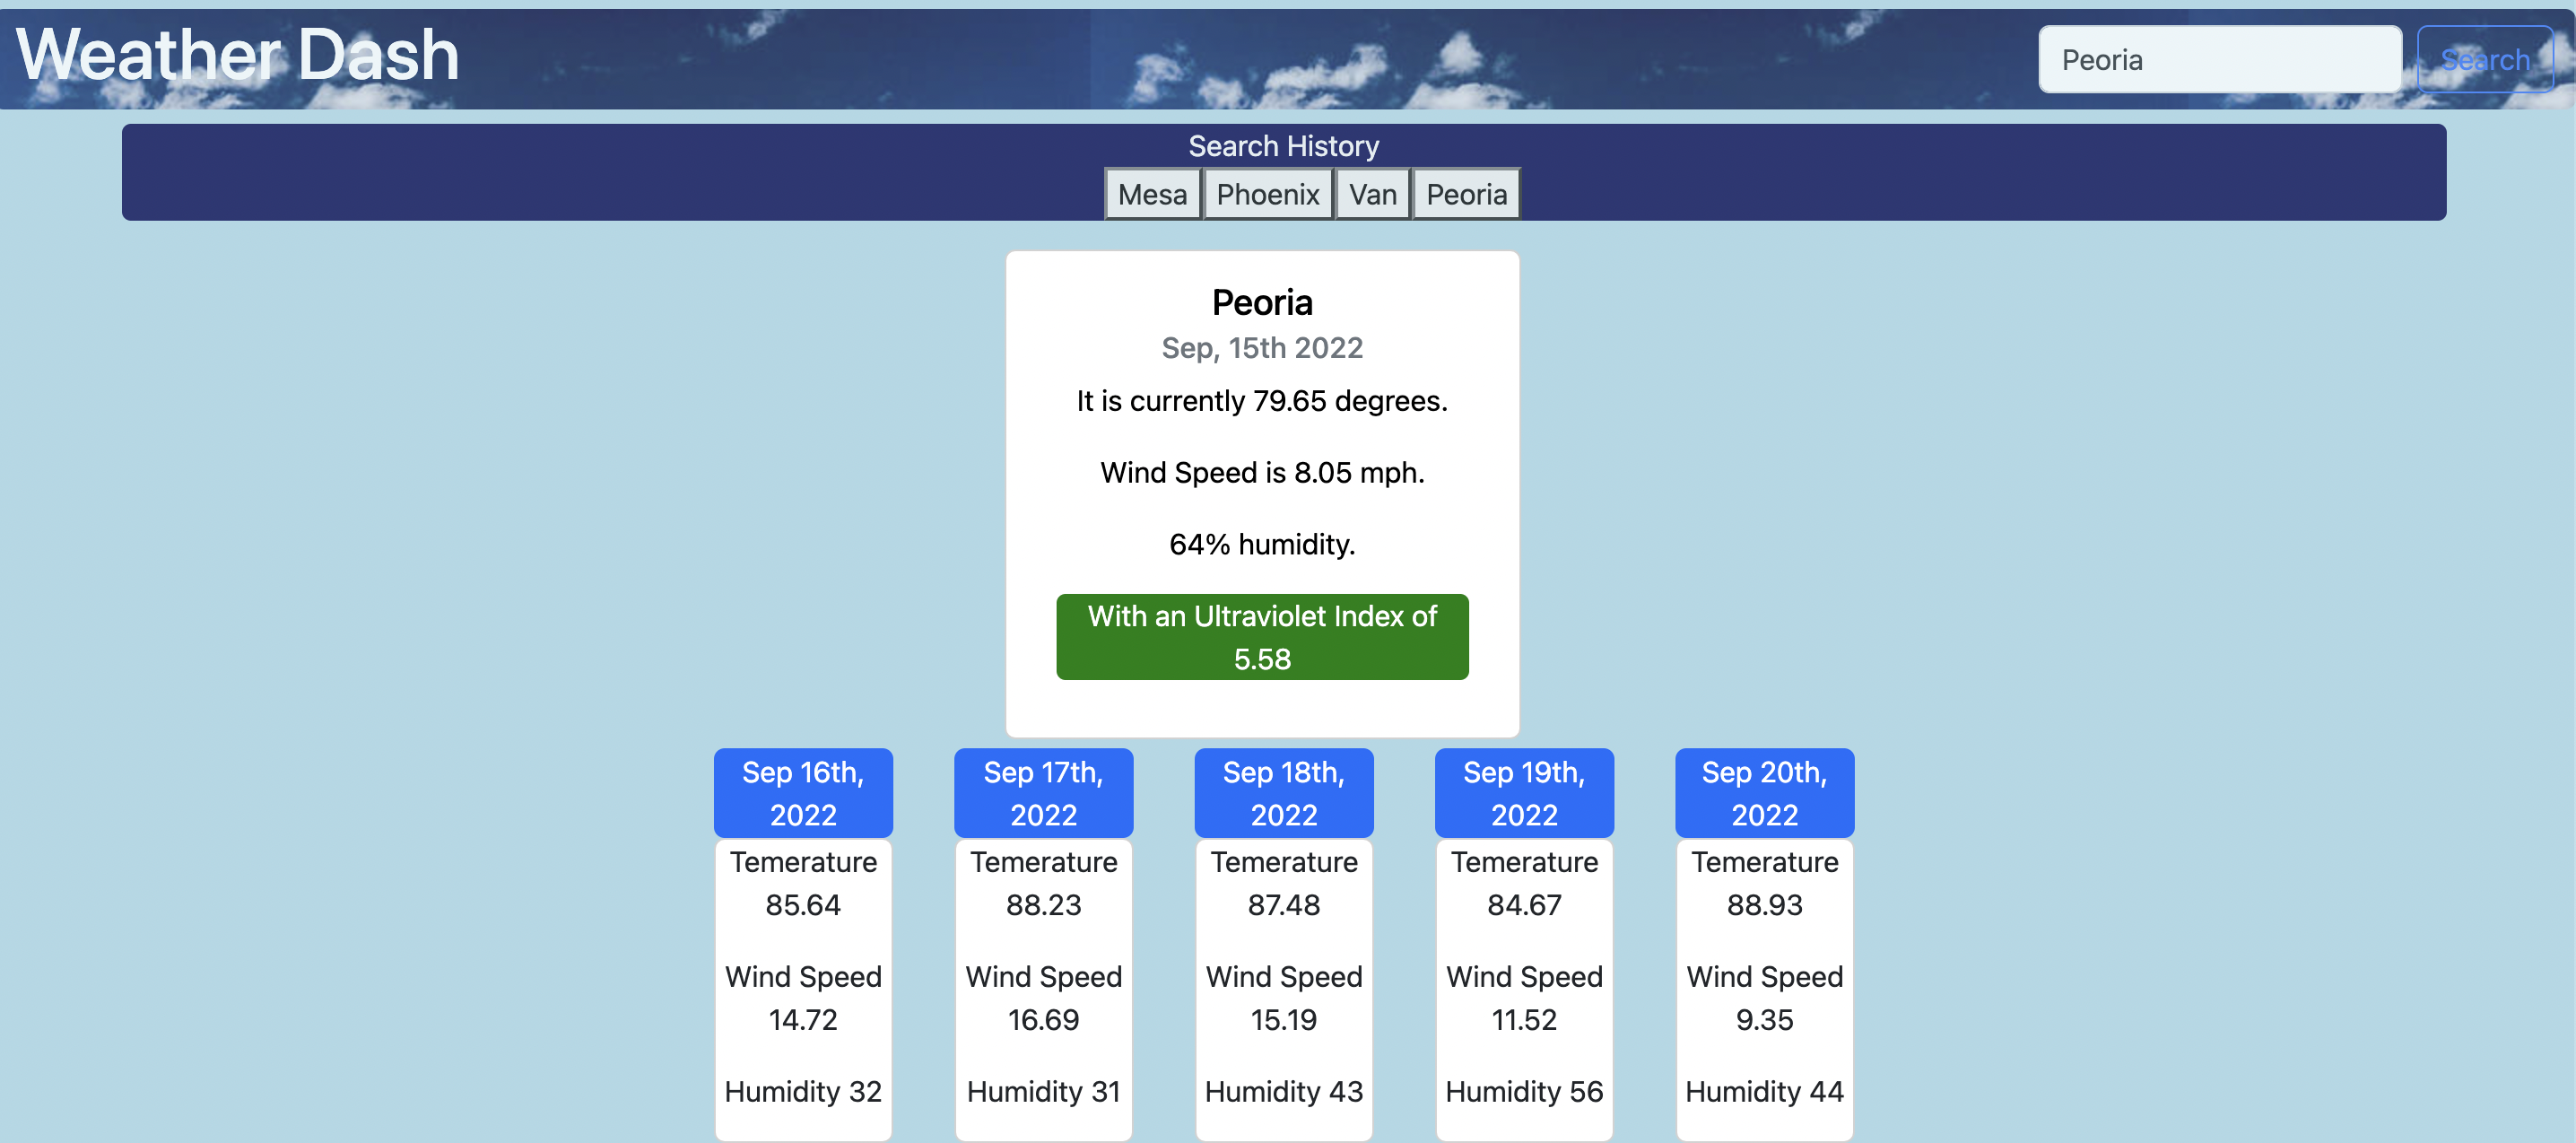 Weather Dash
Peoria
Search
Search History
Mesa
Phoenix
Van
Peoria
Peoria
Sep, 15th 2022
It is currently 79.65 degrees.
Wind Speed is 8.05 mph.
64% humidity.
With an Ultraviolet Index of
5.58
Sep 16th,
2022
Temerature
85.64
Wind Speed
14.72
Humidity 32
Sep 17th,
2022
Temerature
88.23
Wind Speed
16.69
Humidity 31
Sep 18th,
2022
Temerature
87.48
Wind Speed
15.19
Humidity 43
Sep 19th,
2022
Temerature
84.67
Wind Speed
11.52
Humidity 56
Sep 20th,
2022
Temerature
88.93
Wind Speed
9.35
Humidity 44